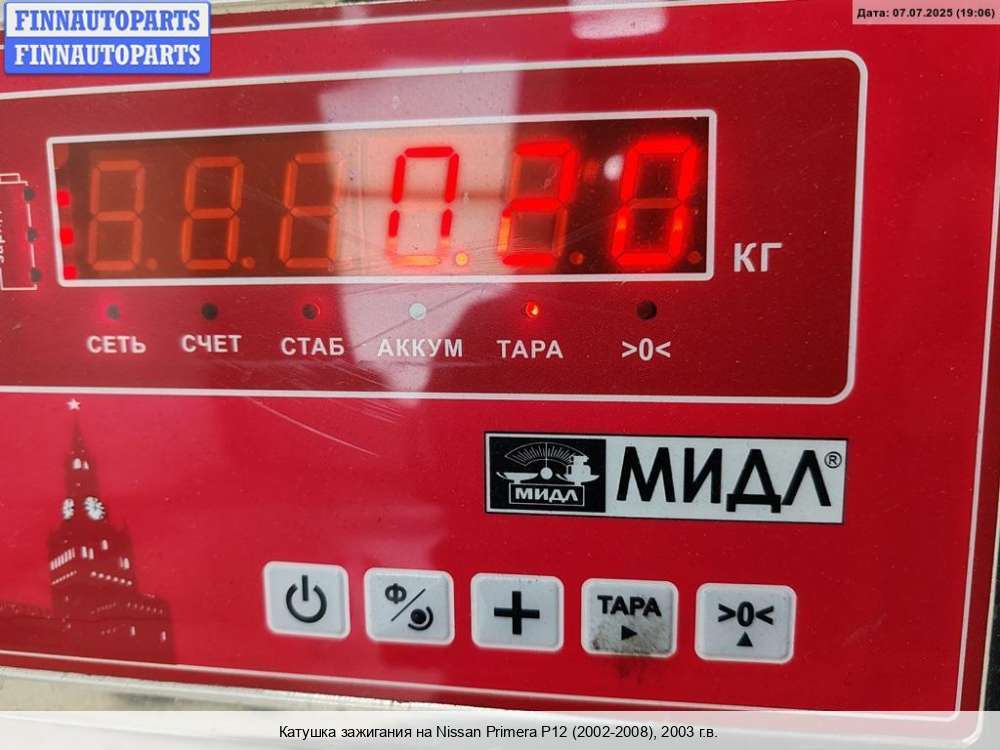 FINNAUTOPARTS
FINNAUTOPARTS
Дата: 07.07.2025 (19:06)
0.20
КГ
СЕТЬ СЧЕТ СТАБ АККУМ ТАРА >0<
МИДЛ
МИДЛ®
Ф
+
ТАРА
>0<
Катушка зажигания на Nissan Primera P12 (2002-2008), 2003 г.в.